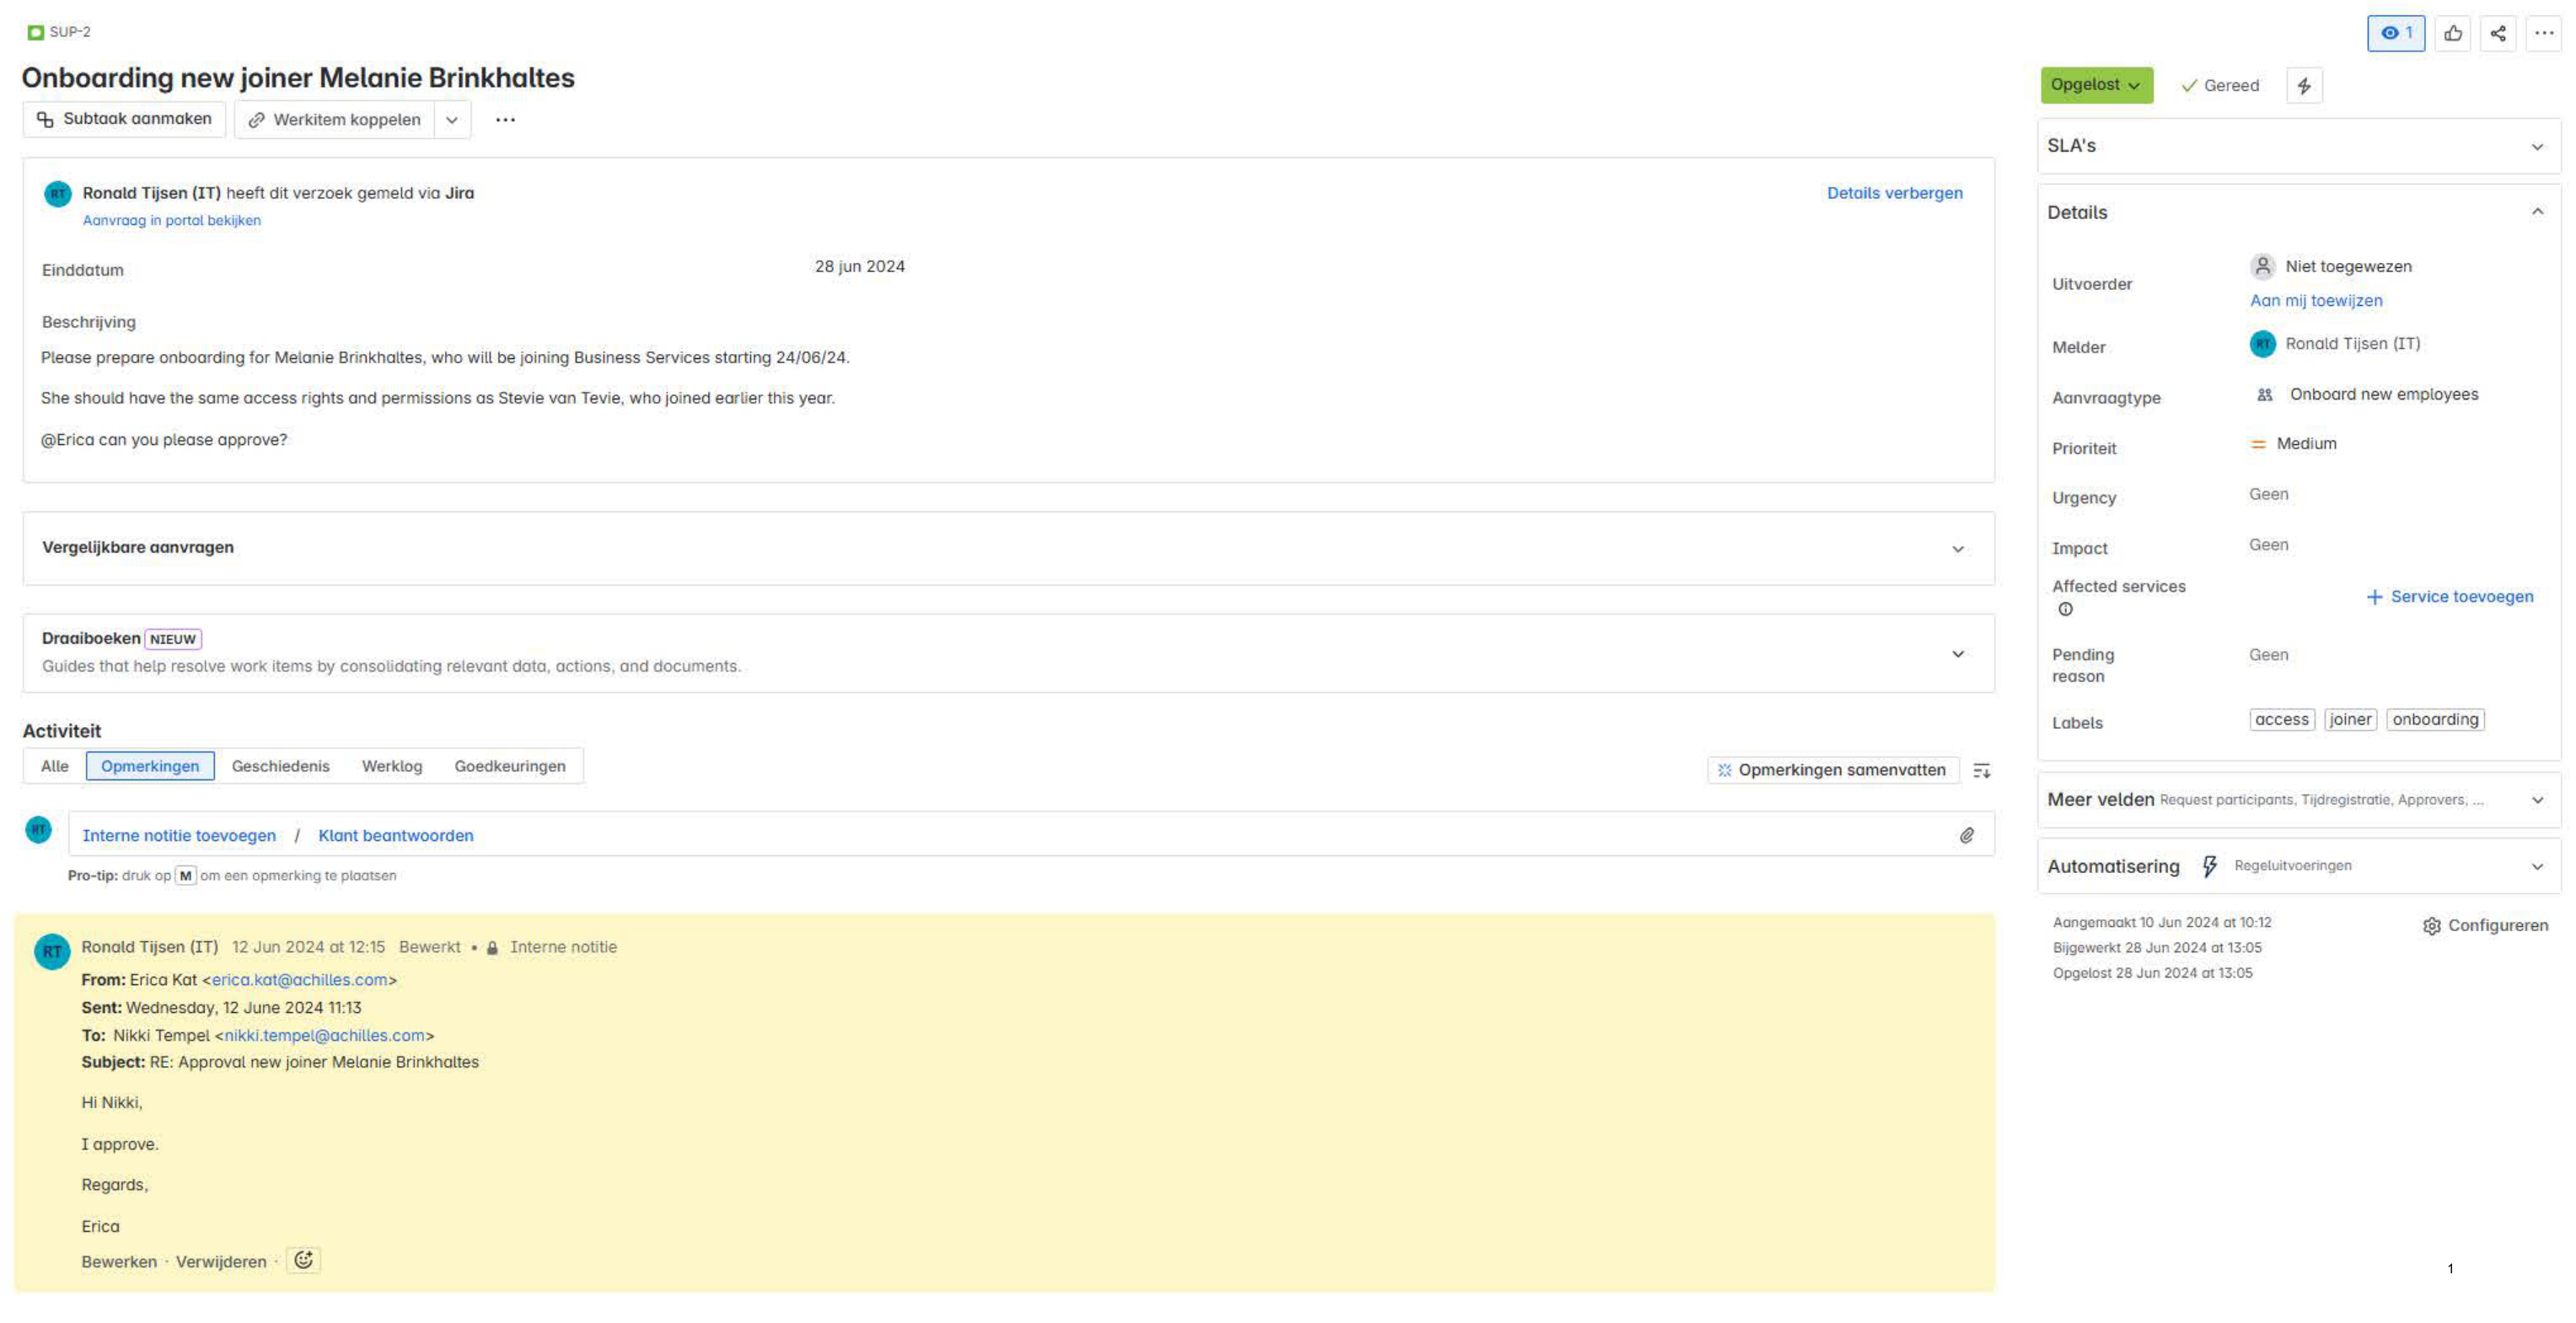 SUP-2
1
Onboarding new joiner Melanie Brinkhaltes
Subtaak aanmaken
Werkitem koppelen
RT
Ronald Tijsen (IT) heeft dit verzoek gemeld via Jira
Details verbergen
Aanvraag in portal bekijken
Einddatum
28 jun 2024
Beschrijving
Please prepare onboarding for Melanie Brinkhaltes, who will be joining Business Services starting 24/06/24.
She should have the same access rights and permissions as Stevie van Tevie, who joined earlier this year.
@Erica can you please approve?
Vergelijkbare aanvragen
Draaiboeken NIEUW
Guides that help resolve work items by consolidating relevant data, actions, and documents.
Activiteit
Alle Opmerkingen Geschiedenis Werklog Goedkeuringen
Opmerkingen samenvatten
RT
Interne notitie toevoegen / Klant beantwoorden
Pro-tip: druk op M om een opmerking te plaatsen
RT
Ronald Tijsen (IT) 12 Jun 2024 at 12:15 Bewerkt • Interne notitie
From: Erica Kat <erica.kat@achilles.com>
Sent: Wednesday, 12 June 2024 11:13
To: Nikki Tempel <nikki.tempel@achilles.com>
Subject: RE: Approval new joiner Melanie Brinkhaltes
Hi Nikki,
I approve.
Regards,
Erica
Bewerken · Verwijderen ·
Opgelost
Gereed
SLA's
Details
Uitvoerder
Niet toegewezen
Aan mij toewijzen
Melder
RT Ronald Tijsen (IT)
Aanvraagtype
Onboard new employees
Prioriteit
Medium
Urgency
Geen
Impact
Geen
Affected services
+ Service toevoegen
Pending
reason
Geen
Labels
access joiner onboarding
Meer velden Request participants, Tijdregistratie, Approvers, ...
Automatisering Regeluitvoeringen
Aangemaakt 10 Jun 2024 at 10:12
Configureren
Bijgewerkt 28 Jun 2024 at 13:05
Opgelost 28 Jun 2024 at 13:05
1